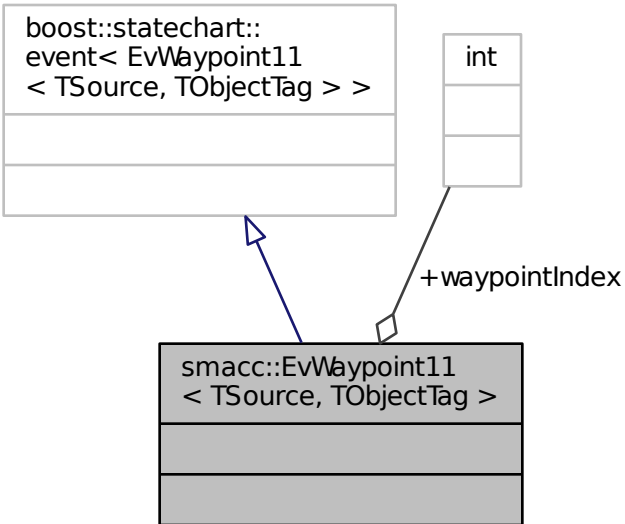 boost::statechart::
event< EvWaypoint11
< TSource, TObjectTag > >
int
+waypointIndex
smacc::EvWaypoint11
< TSource, TObjectTag >